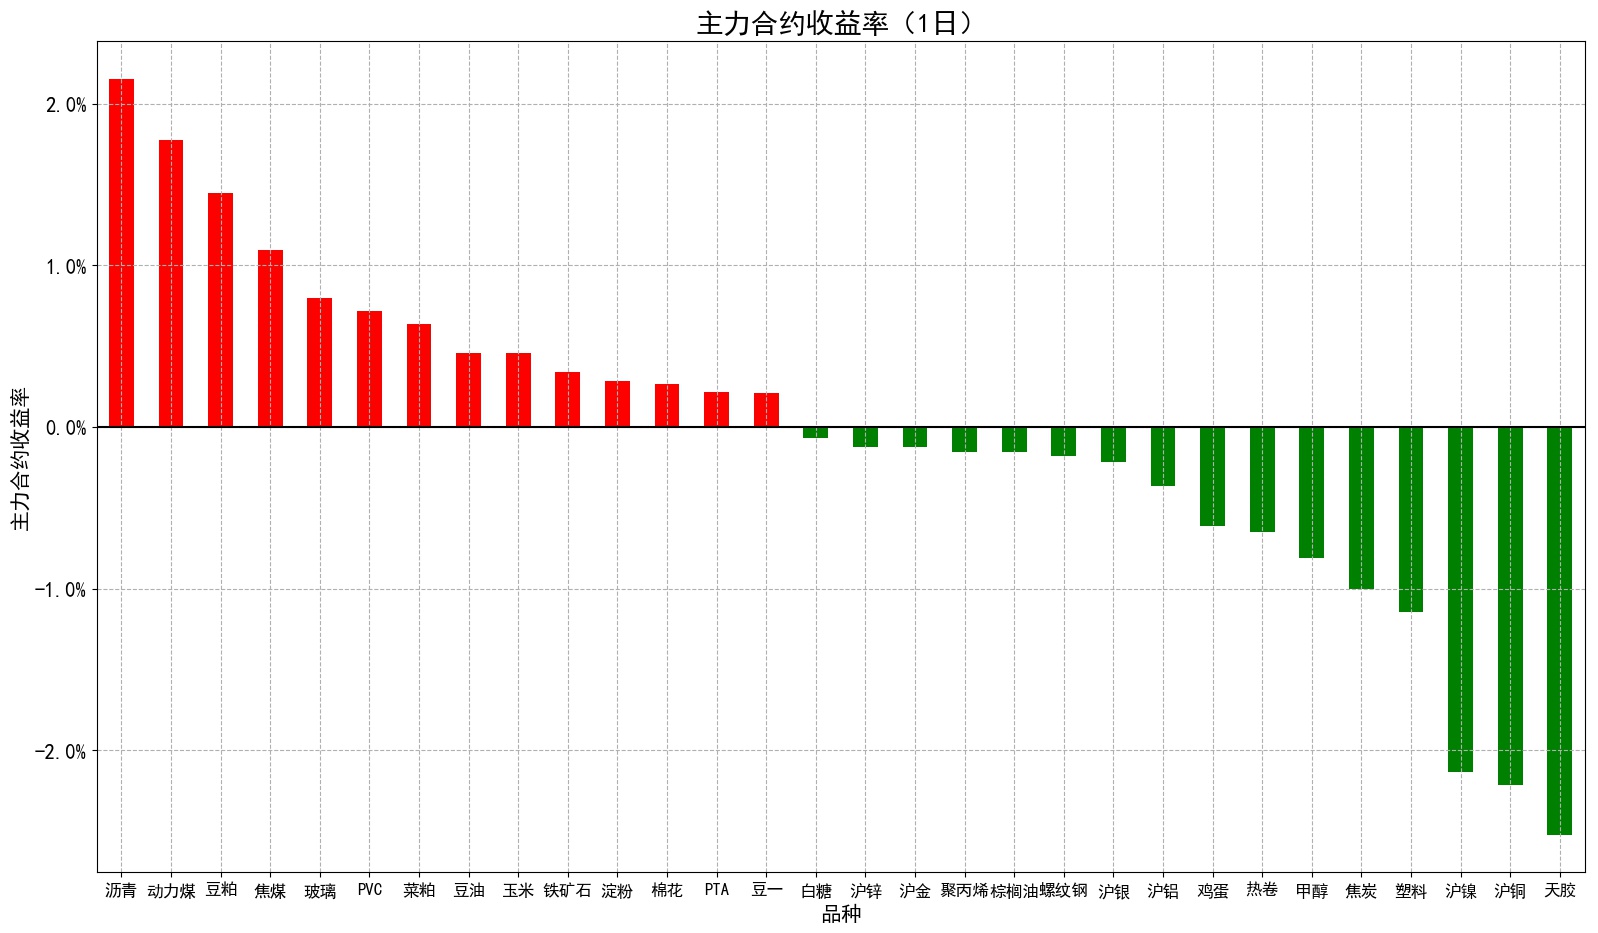 主力合约收益率（1日）
主力合约收益率
2.0%
1.0%
0.0%
-1.0%
-2.0%
沥青 动力煤 豆粕 焦煤 玻璃 PVC 菜粕 豆油 玉米 铁矿石 淀粉 棉花 PTA 豆一 白糖 沪锌 沪金 聚丙烯 棕榈油 螺纹钢 沪银 沪铝 鸡蛋 热卷 甲醇 焦炭 塑料 沪镍 沪铜 天胶
品种